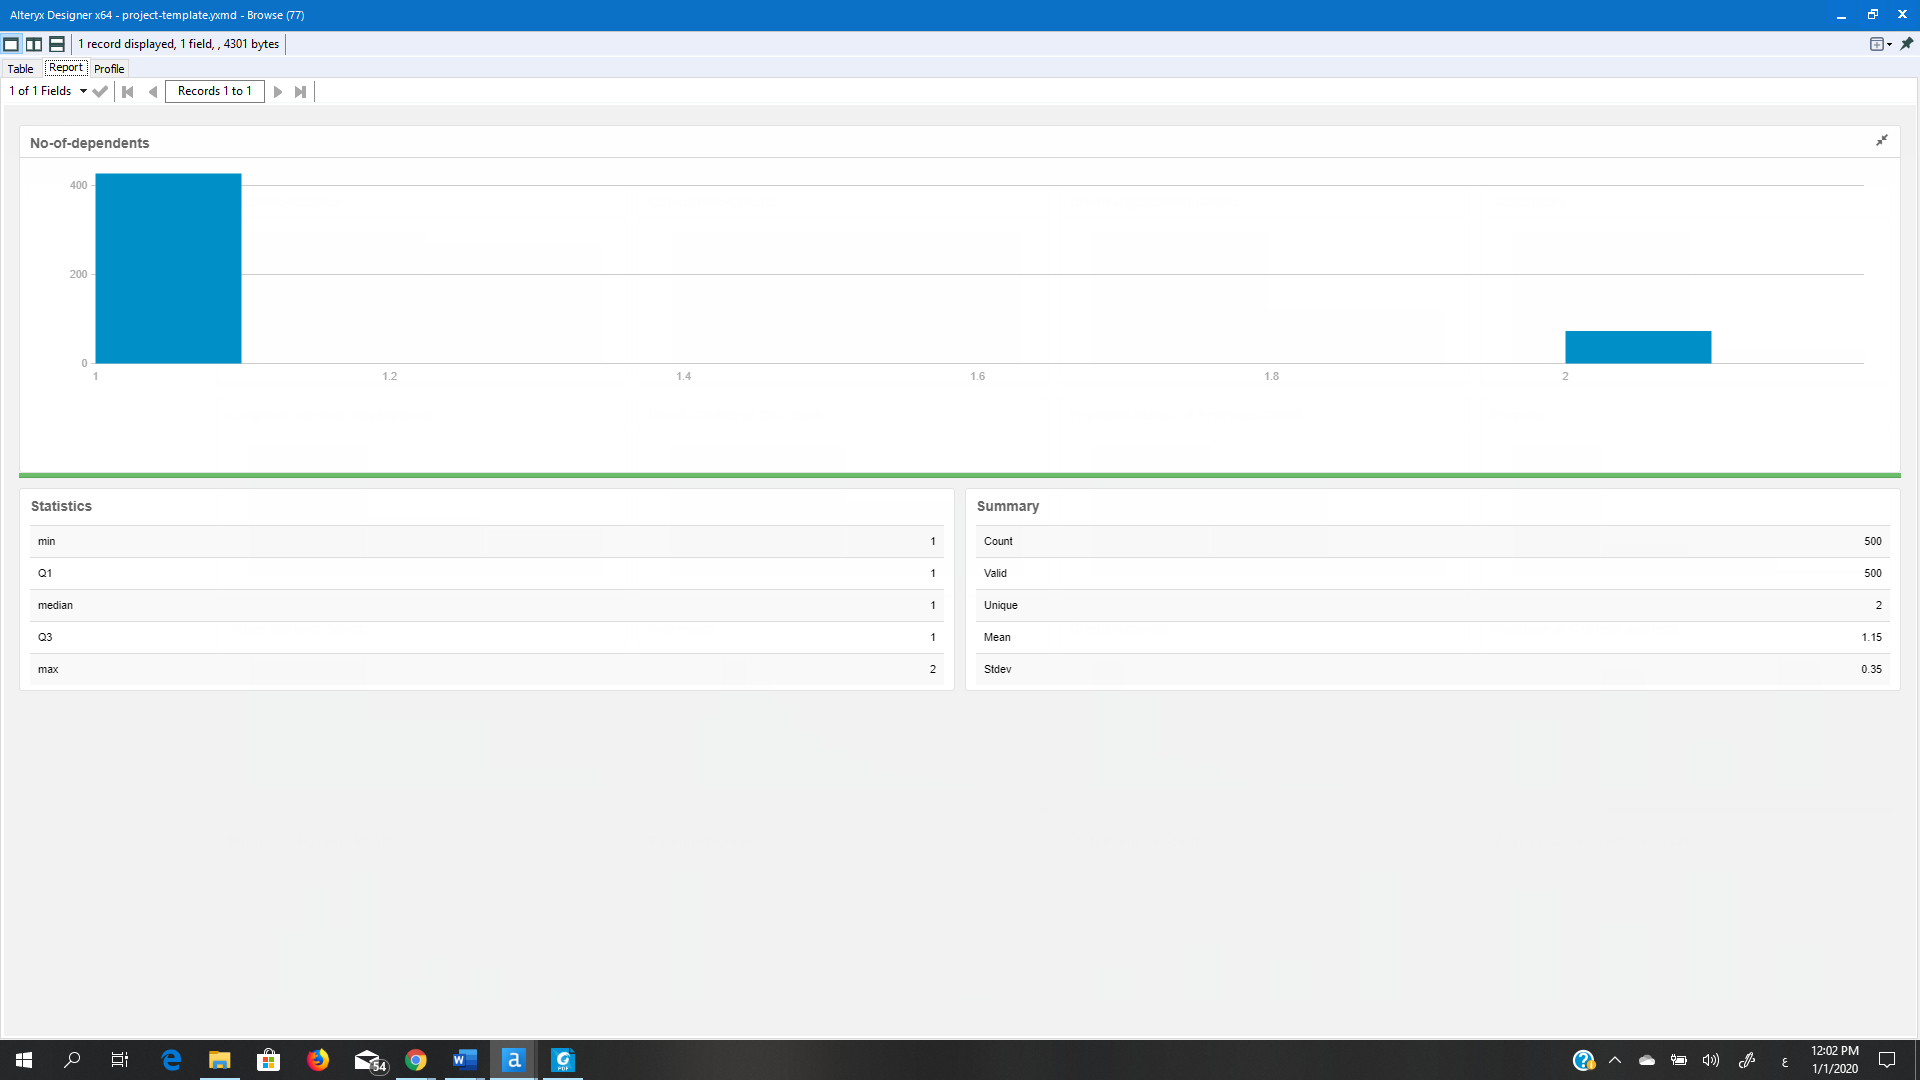 Alteryx Designer x64 - project-template.yxmd - Browse (77)
1 record displayed, 1 field, , 4301 bytes
Table Report Profile
1 of 1 Fields Records 1 to 1
No-of-dependents
400
200
0
1 1.2 1.4 1.6 1.8 2
Statistics
min 1
Q1 1
median 1
Q3 1
max 2
Summary
Count 500
Valid 500
Unique 2
Mean 1.15
Stdev 0.35
54
PDF
ع
12:02 PM
1/1/2020